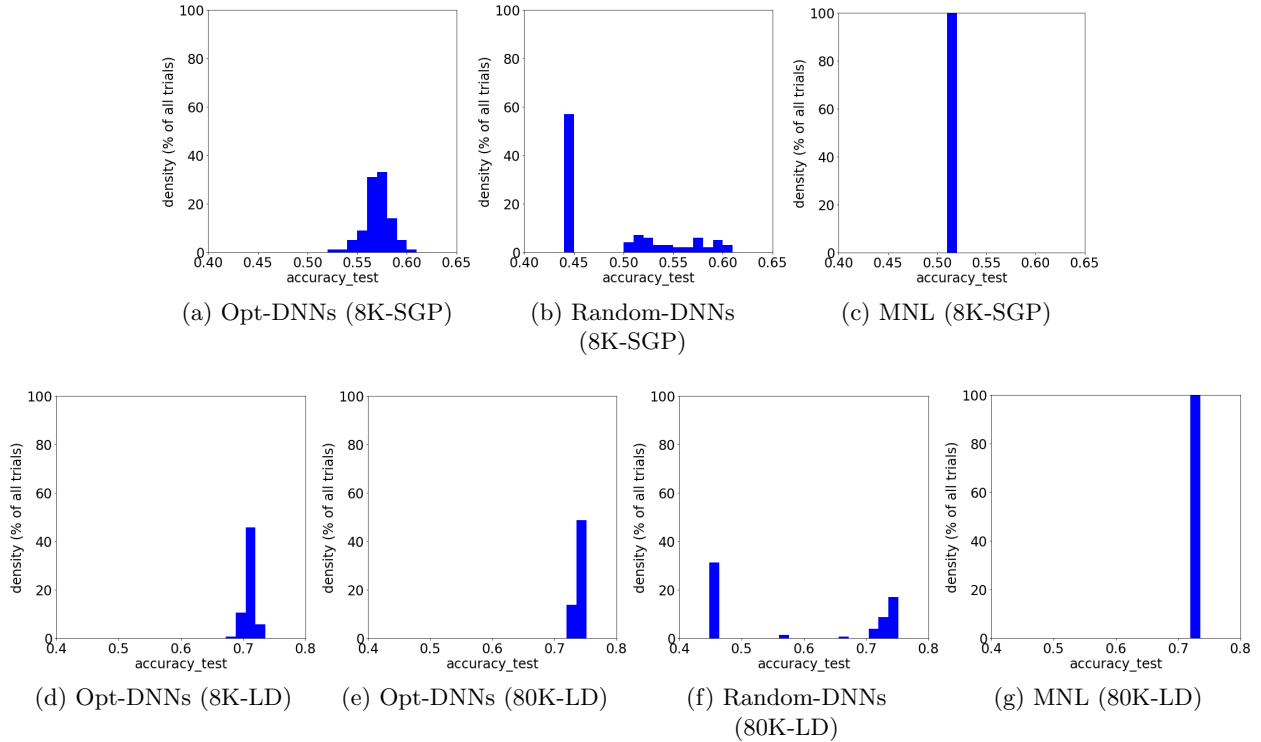 100
80
60
40
20
0
0.40 0.45 0.50 0.55 0.60 0.65
density (% of all trials)
accuracy_test
(a) Opt-DNNs (8K-SGP)
100
80
60
40
20
0
0.40 0.45 0.50 0.55 0.60 0.65
density (% of all trials)
accuracy_test
(b) Random-DNNs
(8K-SGP)
100
80
60
40
20
0
0.40 0.45 0.50 0.55 0.60 0.65
density (% of all trials)
accuracy_test
(c) MNL (8K-SGP)
100
80
60
40
20
0
0.4 0.5 0.6 0.7 0.8
density (% of all trials)
accuracy_test
(d) Opt-DNNs (8K-LD)
100
80
60
40
20
0
0.4 0.5 0.6 0.7 0.8
density (% of all trials)
accuracy_test
(e) Opt-DNNs (80K-LD)
100
80
60
40
20
0
0.4 0.5 0.6 0.7 0.8
density (% of all trials)
accuracy_test
(f) Random-DNNs
(80K-LD)
100
80
60
40
20
0
0.4 0.5 0.6 0.7 0.8
density (% of all trials)
accuracy_test
(g) MNL (80K-LD)